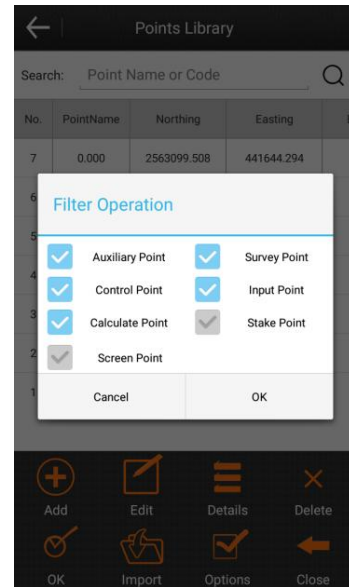 Points Library
Search: Point Name or Code
No. PointName Northing Easting
7 0.000 2563099.508 441644.294
6
Filter Operation
5
Auxiliary Point Survey Point
4
Control Point Input Point
3
Calculate Point Stake Point
2
Screen Point
1
Cancel OK
Add Edit Details Delete
OK Import Options Close